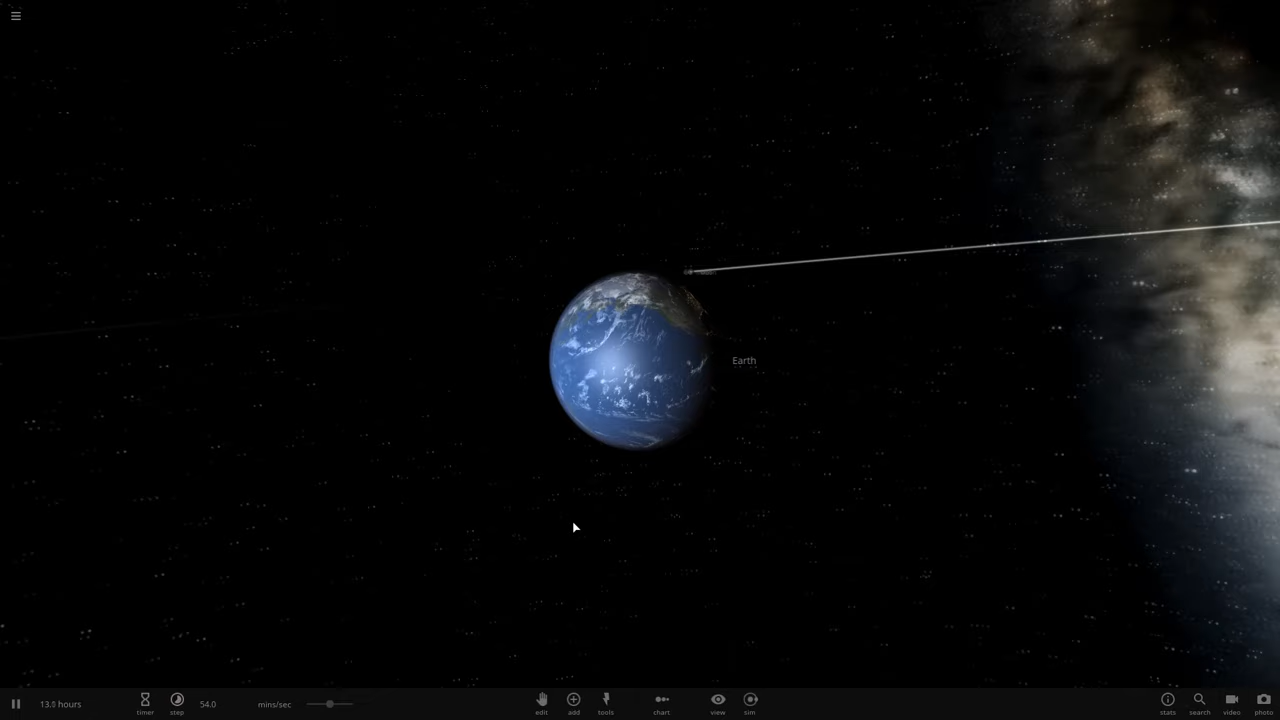 Earth
13.0 hours
timer
step
54.0
mins/sec
edit
add
tools
chart
view
sim
stats
search
video
photo